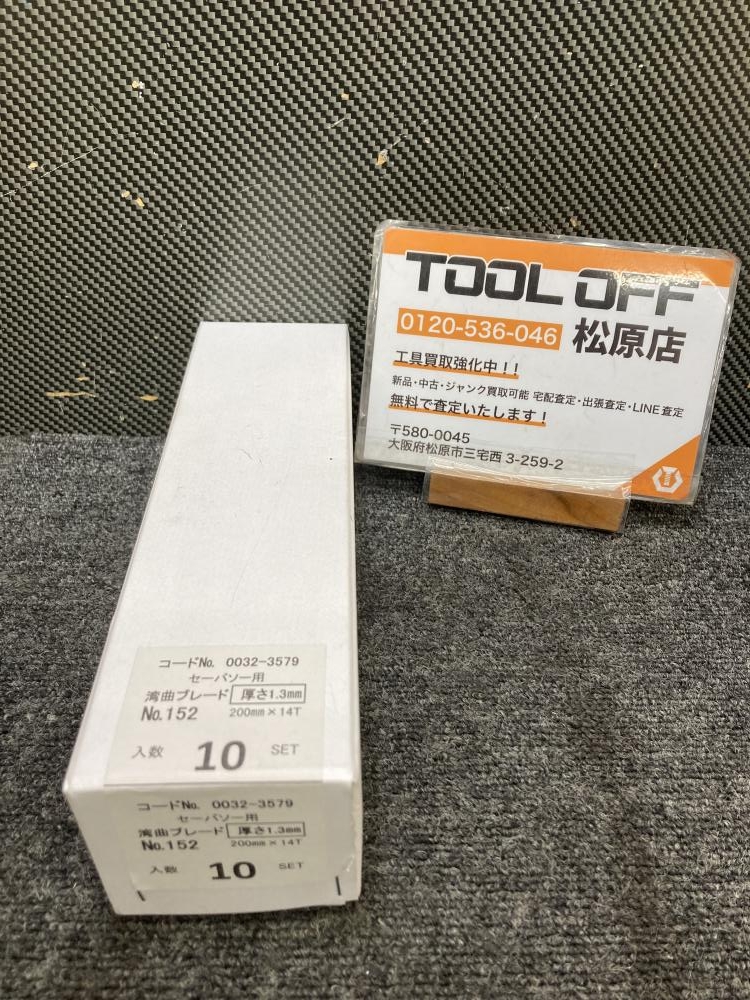 TOOL OFF
0120-536-046 松原店
工具買取強化中！！
新品・中古・ジャンク買取可能 宅配査定・出張査定・LINE査定
無料で査定いたします！
〒580-0045
大阪府松原市三宅西 3-259-2
コードNo. 0032-3579
セーバソー用
湾曲ブレード 厚さ1.3mm
No.152 200mm×14T
入数 10 SET
コードNo. 0032-3579
セーバソー用
湾曲ブレード 厚さ1.3mm
No.152 200mm×14T
入数 10 SET